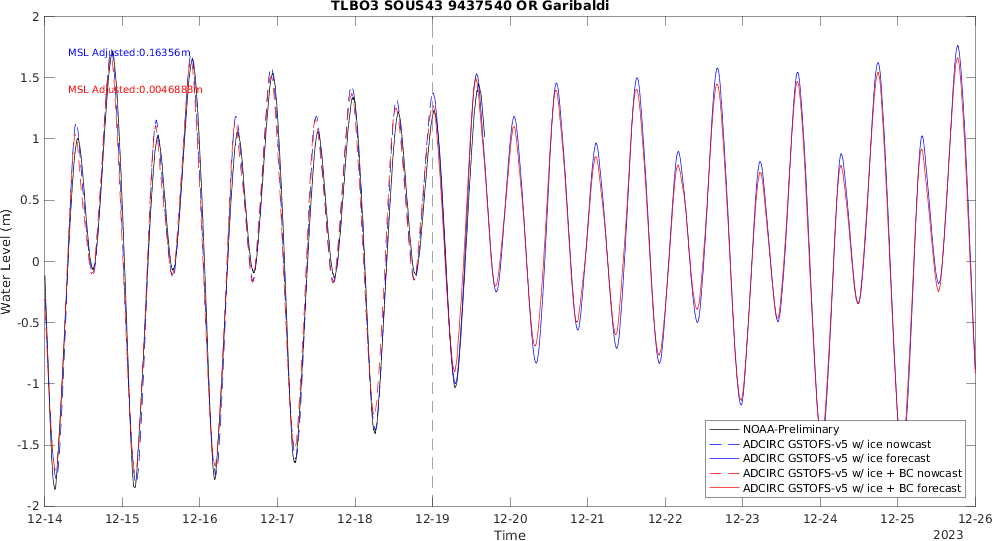 TLBO3 SOUS43 9437540 OR Garibaldi
MSL Adjusted:0.16356m
MSL Adjusted:0.0046883m
Water Level (m)
2
1.5
1
0.5
0
-0.5
-1
-1.5
-2
NOAA-Preliminary
ADCIRC GSTOFS-v5 w/ ice nowcast
ADCIRC GSTOFS-v5 w/ ice forecast
ADCIRC GSTOFS-v5 w/ ice + BC nowcast
ADCIRC GSTOFS-v5 w/ ice + BC forecast
12-14 12-15 12-16 12-17 12-18 12-19 12-20 12-21 12-22 12-23 12-24 12-25 12-26
Time
2023